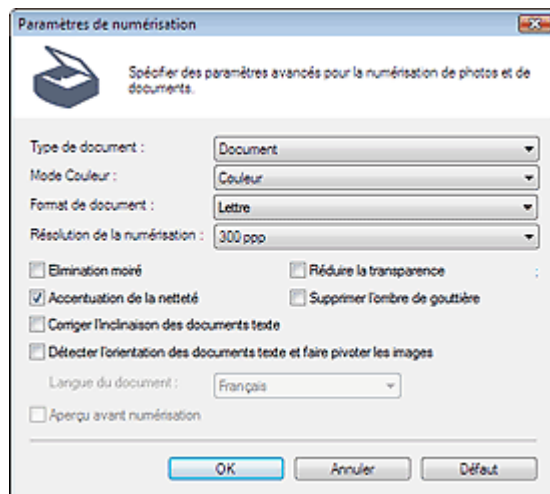 Paramètres de numérisation
Spécifier des paramètres avancés pour la numérisation de photos et de
documents.
Type de document :
Document
Mode Couleur :
Couleur
Format de document :
Lettre
Résolution de la numérisation :
300 ppp
Elimination moiré
Réduire la transparence
Accentuation de la netteté
Supprimer l'ombre de gouttière
Corriger l'inclinaison des documents texte
Détecter l'orientation des documents texte et faire pivoter les images
Langue du document :
Français
Aperçu avant numérisation
OK
Annuler
Défaut